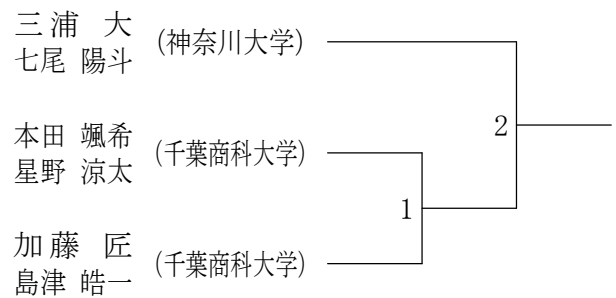 三浦 大
七尾 陽斗
(神奈川大学)
2
本田 颯希
星野 涼太
(千葉商科大学)
1
加藤 匠
島津 皓一
(千葉商科大学)